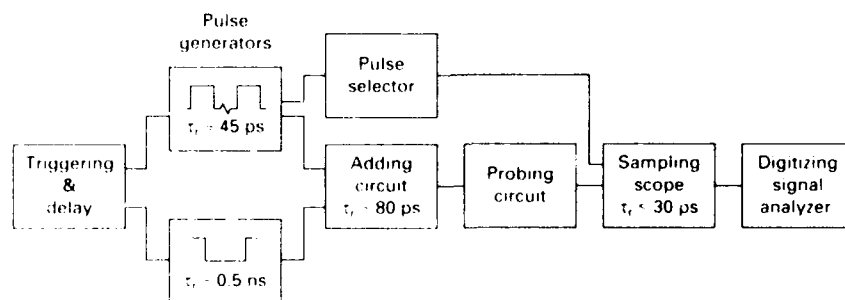 Pulse
generators
τr ~ 45 ps
Pulse
selector
Triggering
&
delay
Adding
circuit
τr ~ 80 ps
Probing
circuit
Sampling
scope
τr < 30 ps
Digitizing
signal
analyzer
τr ~ 0.5 ns